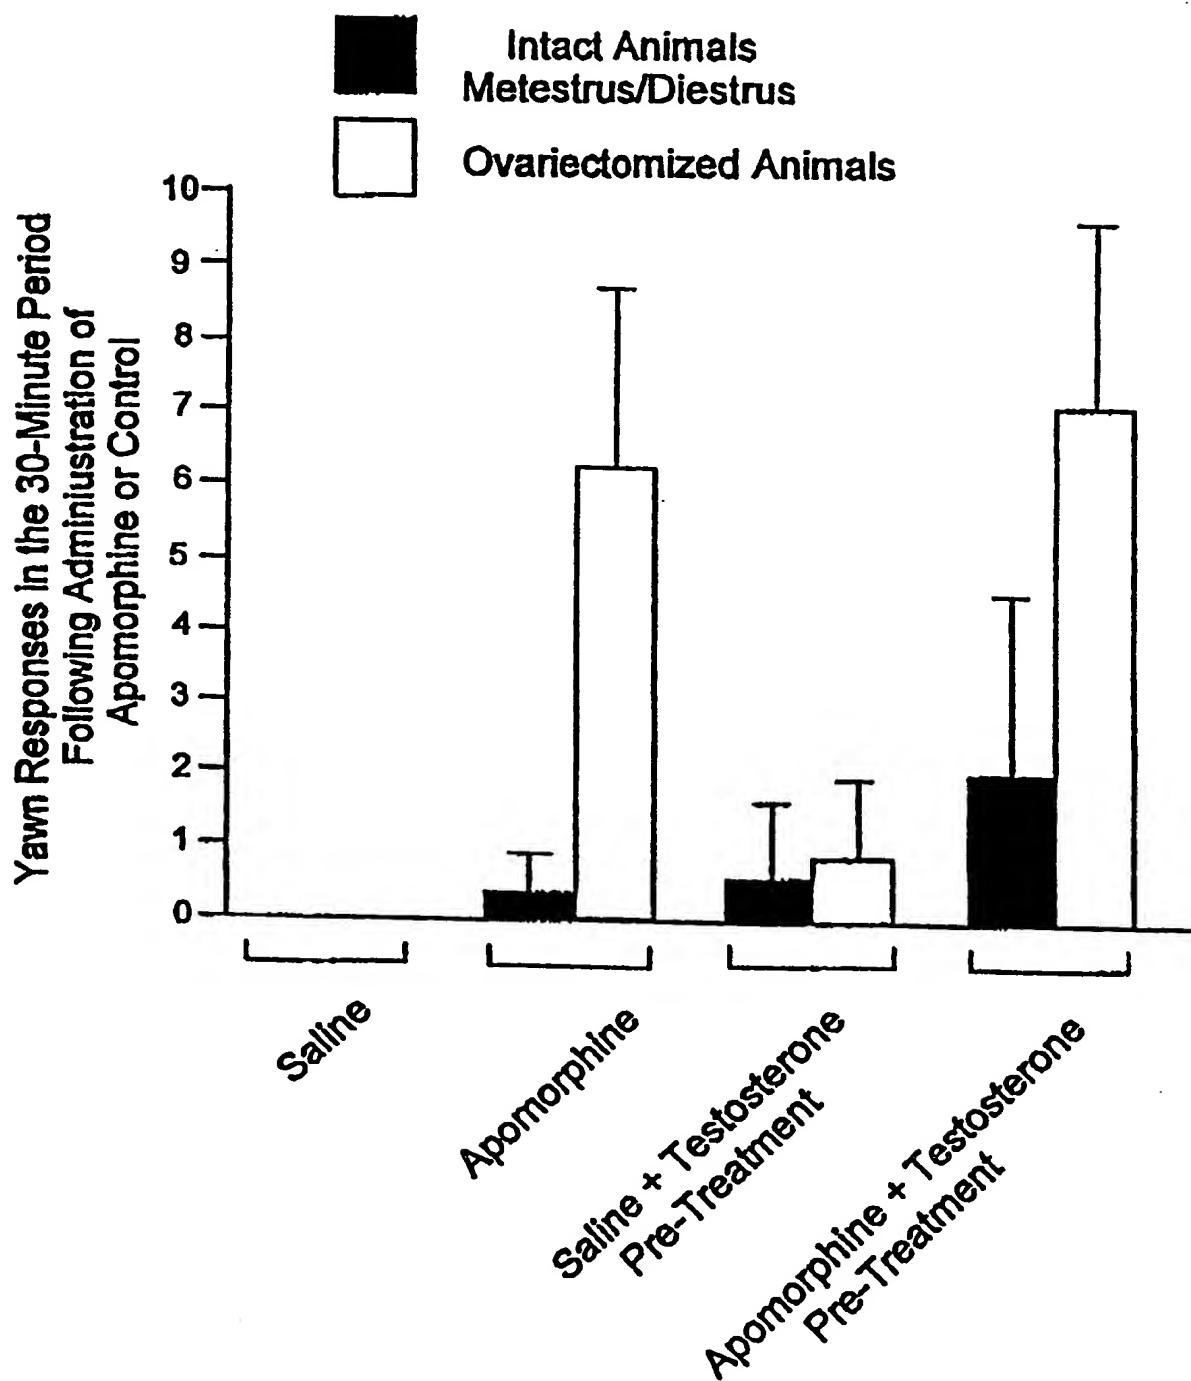 Intact Animals
Metestrus/Diestrus
Ovariectomized Animals
Yawn Responses in the 30-Minute Period
Following Adminiustration of
Apomorphine or Control
10
9
8
7
6
5
4
3
2
1
0
Saline
Apomorphine
Saline + Testosterone
Pre-Treatment
Apomorphine + Testosterone
Pre-Treatment